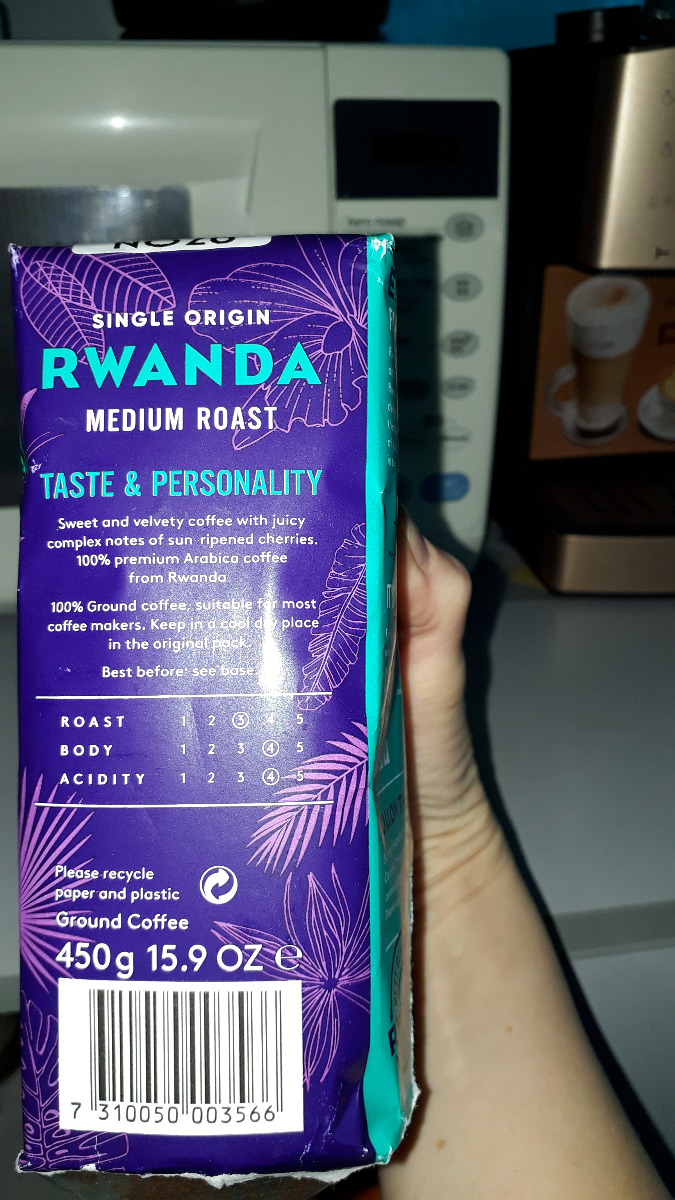 SINGLE ORIGIN
RWANDA
MEDIUM ROAST
TASTE & PERSONALITY
Sweet and velvety coffee with juicy
complex notes of sun ripened cherries.
100% premium Arabica coffee
from Rwanda
100% Ground coffee, suitable for most
coffee makers. Keep in a cool dry place
in the original pack.
Best before: see base.
ROAST 1 2 3 4 5
BODY 1 2 3 4 5
ACIDITY 1 2 3 4 5
Please recycle
paper and plastic
Ground Coffee
450g 15.9 OZ ℮
7 310050 003566